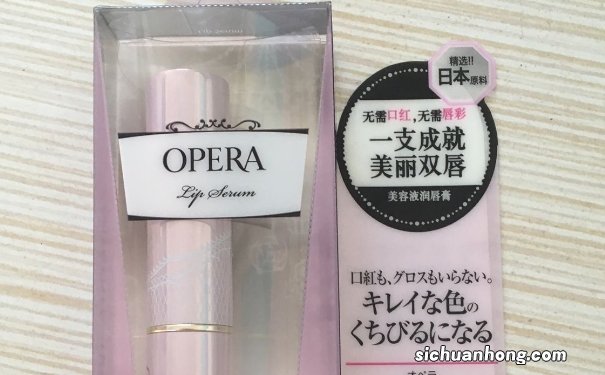 OPERA
Lip Serum
精选!!
日本原料
无需口红,无需唇彩
一支成就
美丽双唇
美容液润唇膏
口紅も、グロスもいらない。
キレイな色の
くちびるになる
オペラ
sichuanhong.com